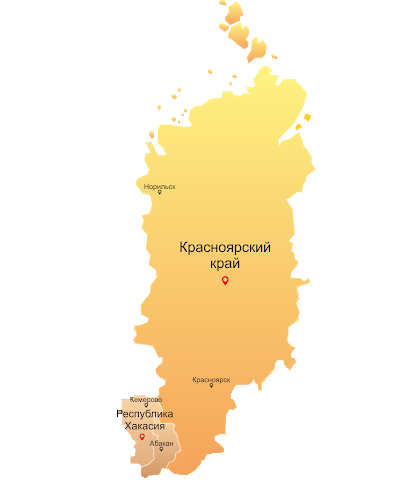 Норильск
Красноярский
край
Красноярск
Кемерово
Республика
Хакасия
Абакан